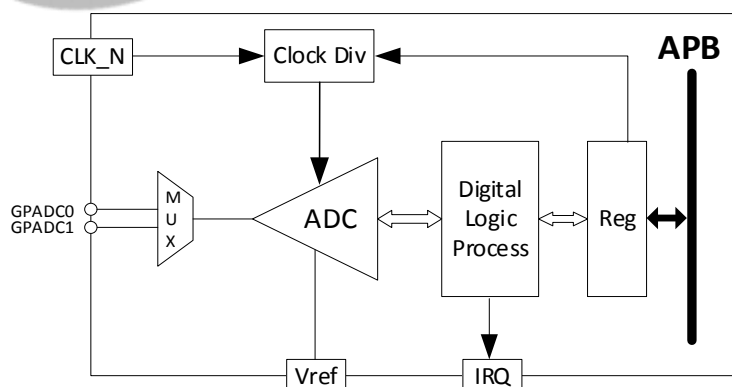 APB
CLK_N
Clock Div
GPADC0
GPADC1
M
U
X
ADC
Digital
Logic
Process
Reg
Vref
IRQ